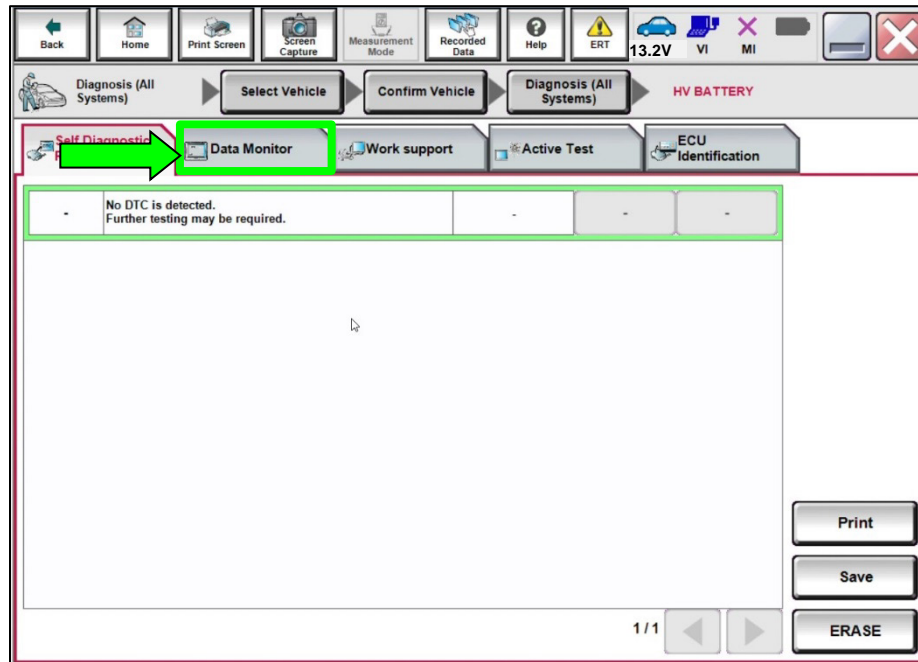 Back
Home
Print Screen
Screen
Capture
Measurement
Mode
Recorded
Data
Help
ERT
13.2V
VI
MI
Diagnosis (All
Systems)
Select Vehicle
Confirm Vehicle
Diagnosis (All
Systems)
HV BATTERY
Self Diagnostic
Data Monitor
Work support
Active Test
ECU
Identification
-
No DTC is detected.
Further testing may be required.
-
-
-
Print
Save
1 / 1
ERASE